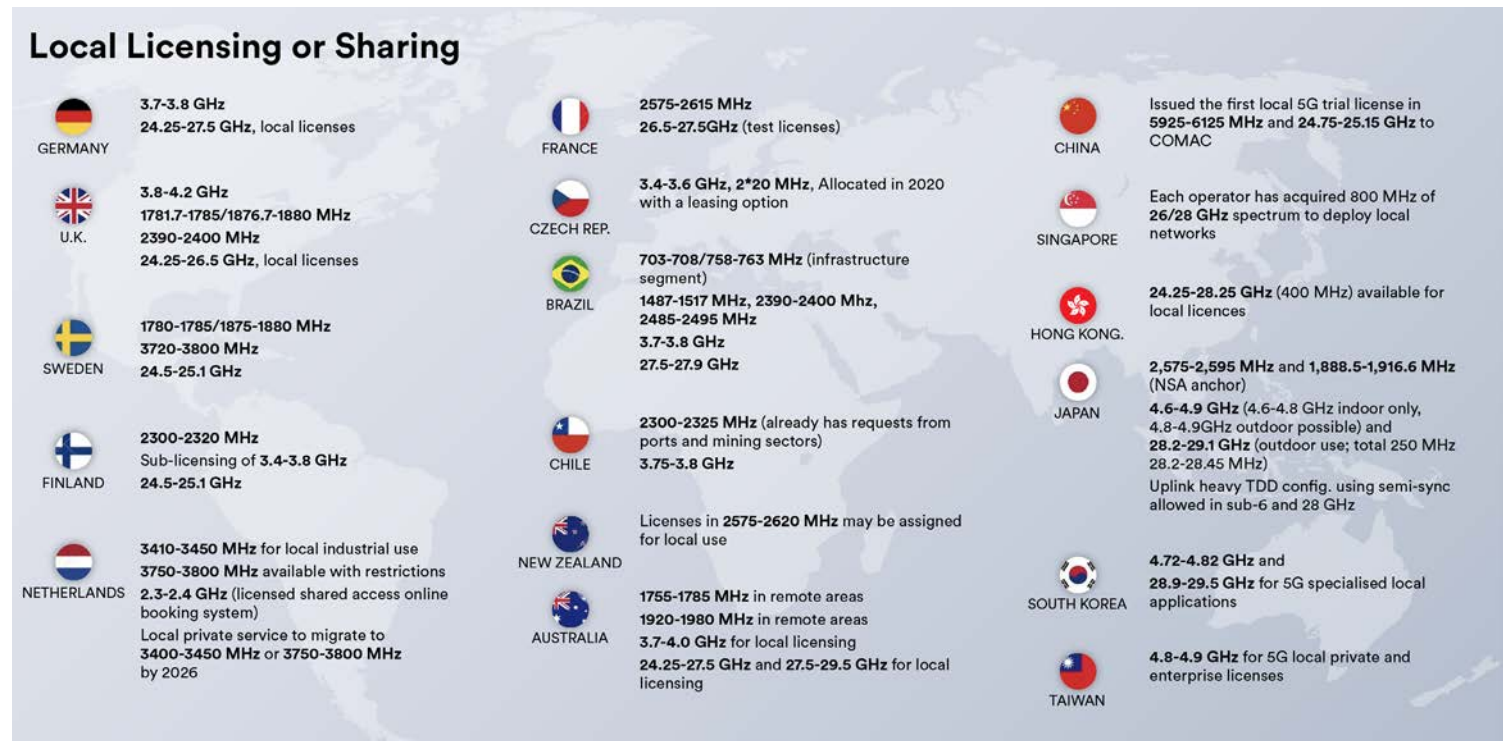 Local Licensing or Sharing
GERMANY
3.7-3.8 GHz
24.25-27.5 GHz, local licenses
U.K.
3.8-4.2 GHz
1781.7-1785/1876.7-1880 MHz
2390-2400 MHz
24.25-26.5 GHz, local licenses
SWEDEN
1780-1785/1875-1880 MHz
3720-3800 MHz
24.5-25.1 GHz
FINLAND
2300-2320 MHz
Sub-licensing of 3.4-3.8 GHz
24.5-25.1 GHz
NETHERLANDS
3410-3450 MHz for local industrial use
3750-3800 MHz available with restrictions
2.3-2.4 GHz (licensed shared access online
booking system)
Local private service to migrate to
3400-3450 MHz or 3750-3800 MHz
by 2026
FRANCE
2575-2615 MHz
26.5-27.5GHz (test licenses)
CZECH REP.
3.4-3.6 GHz, 2*20 MHz, Allocated in 2020
with a leasing option
BRAZIL
703-708/758-763 MHz (infrastructure
segment)
1487-1517 MHz, 2390-2400 Mhz,
2485-2495 MHz
3.7-3.8 GHz
27.5-27.9 GHz
CHILE
2300-2325 MHz (already has requests from
ports and mining sectors)
3.75-3.8 GHz
NEW ZEALAND
Licenses in 2575-2620 MHz may be assigned
for local use
AUSTRALIA
1755-1785 MHz in remote areas
1920-1980 MHz in remote areas
3.7-4.0 GHz for local licensing
24.25-27.5 GHz and 27.5-29.5 GHz for local
licensing
CHINA
Issued the first local 5G trial license in
5925-6125 MHz and 24.75-25.15 GHz to
COMAC
SINGAPORE
Each operator has acquired 800 MHz of
26/28 GHz spectrum to deploy local
networks
HONG KONG.
24.25-28.25 GHz (400 MHz) available for
local licences
JAPAN
2,575-2,595 MHz and 1,888.5-1,916.6 MHz
(NSA anchor)
4.6-4.9 GHz (4.6-4.8 GHz indoor only,
4.8-4.9GHz outdoor possible) and
28.2-29.1 GHz (outdoor use; total 250 MHz
28.2-28.45 MHz)
Uplink heavy TDD config. using semi-sync
allowed in sub-6 and 28 GHz
SOUTH KOREA
4.72-4.82 GHz and
28.9-29.5 GHz for 5G specialised local
applications
TAIWAN
4.8-4.9 GHz for 5G local private and
enterprise licenses